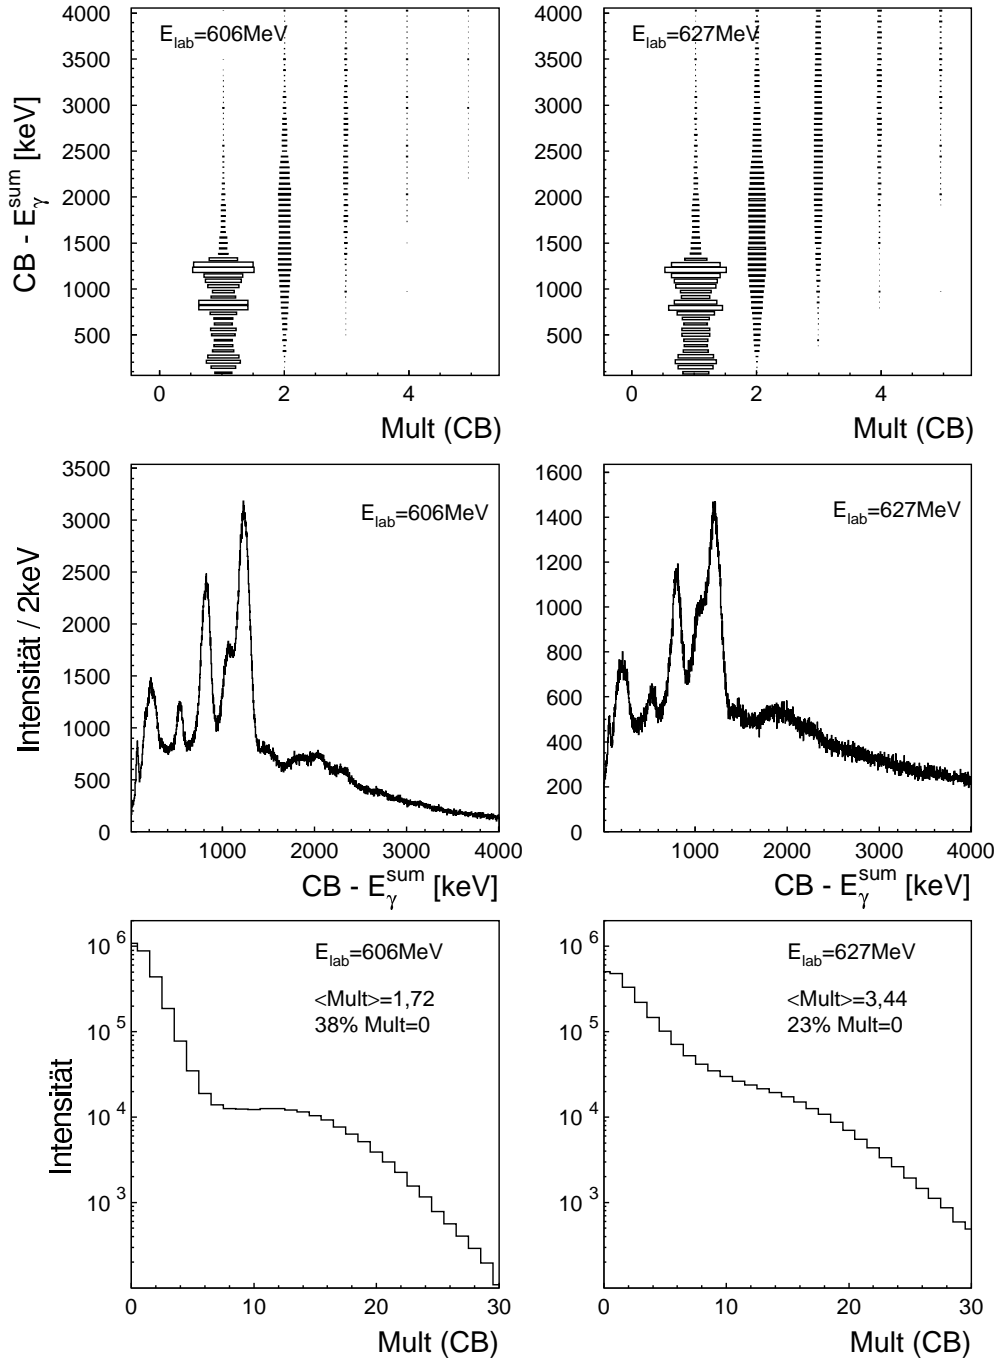 E_lab=606MeV
4000
3500
3000
2500
2000
1500
1000
500
CB - E_γ^sum [keV]
0 2 4
Mult (CB)
E_lab=627MeV
4000
3500
3000
2500
2000
1500
1000
500
0 2 4
Mult (CB)
E_lab=606MeV
3500
3000
2500
2000
1500
1000
500
0
Intensität / 2keV
1000 2000 3000 4000
CB - E_γ^sum [keV]
E_lab=627MeV
1600
1400
1200
1000
800
600
400
200
0
1000 2000 3000 4000
CB - E_γ^sum [keV]
E_lab=606MeV
<Mult>=1,72
38% Mult=0
10^6
10^5
10^4
10^3
Intensität
0 10 20 30
Mult (CB)
E_lab=627MeV
<Mult>=3,44
23% Mult=0
10^6
10^5
10^4
10^3
0 10 20 30
Mult (CB)